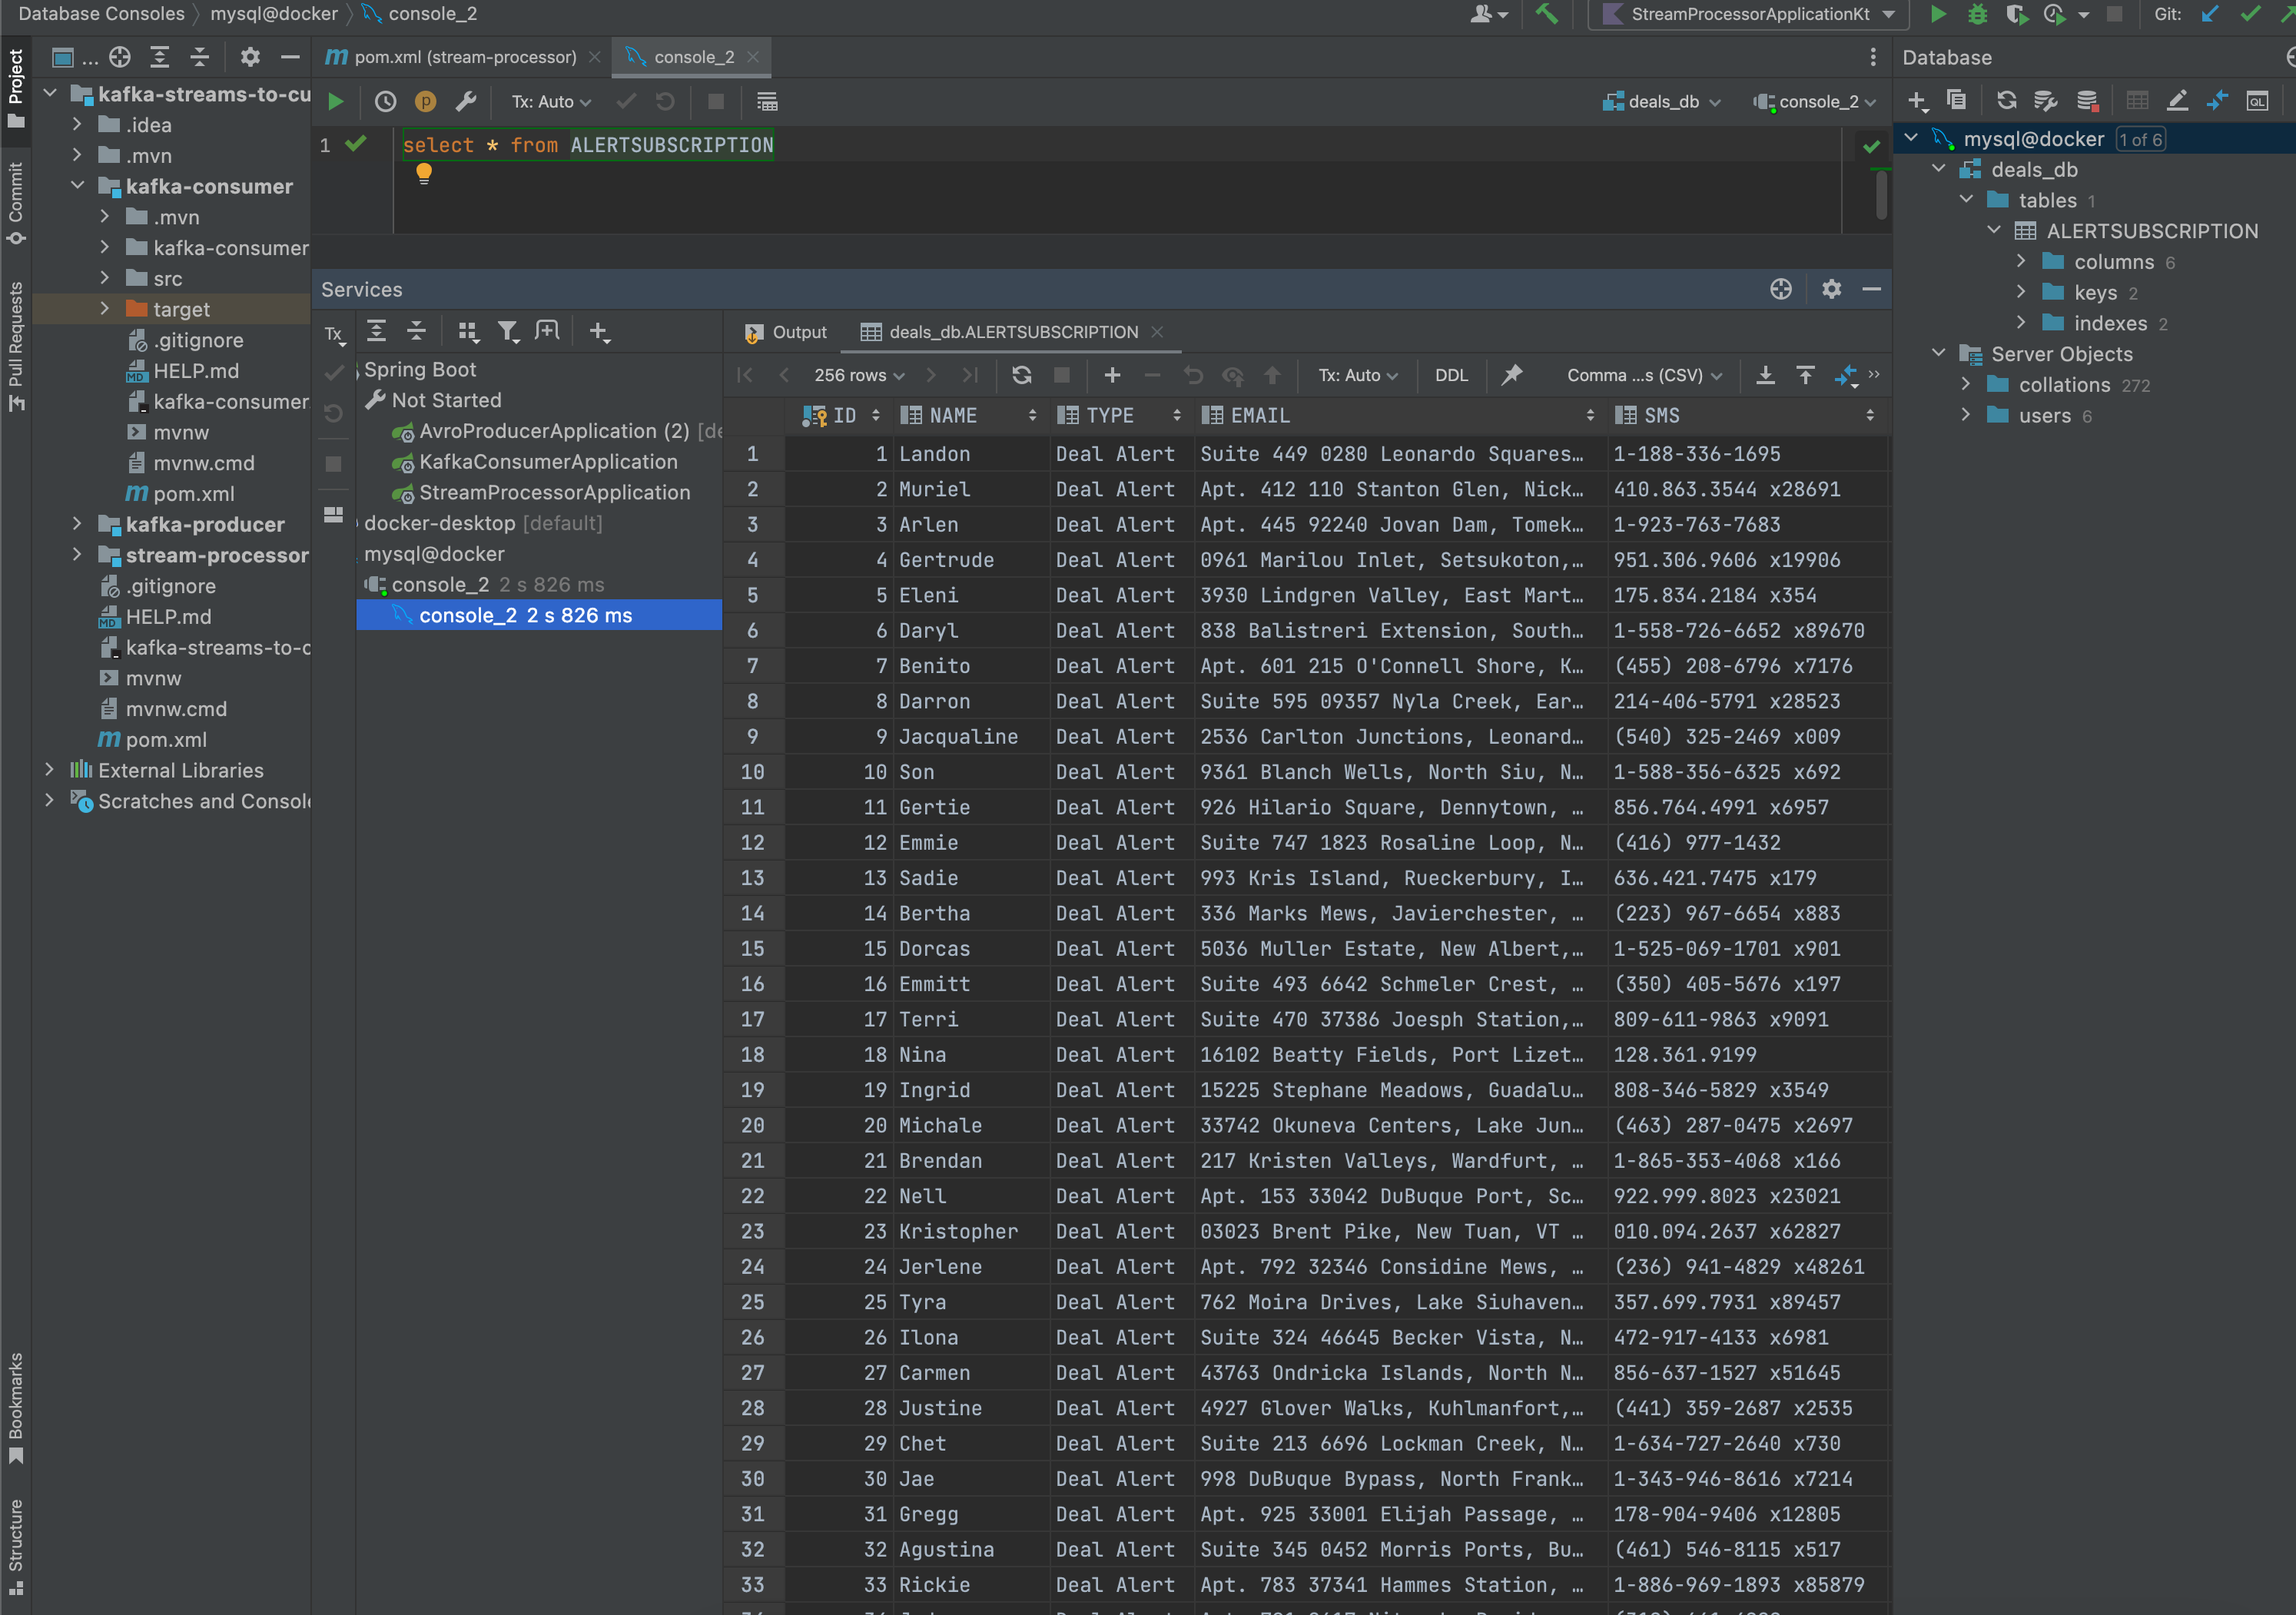 Database Consoles mysql@docker console_2
StreamProcessorApplicationKt
Git:
Project
Commit
Pull Requests
Bookmarks
Structure
...
kafka-streams-to-cu
.idea
.mvn
kafka-consumer
.mvn
kafka-consumer
src
target
.gitignore
HELP.md
kafka-consumer.
mvnw
mvnw.cmd
pom.xml
kafka-producer
stream-processor
.gitignore
HELP.md
kafka-streams-to-c
mvnw
mvnw.cmd
pom.xml
External Libraries
Scratches and Consol
pom.xml (stream-processor)
console_2
Tx: Auto
deals_db
console_2
1 select * from ALERTSUBSCRIPTION
Services
Tx
Spring Boot
Not Started
AvroProducerApplication (2) [de
KafkaConsumerApplication
StreamProcessorApplication
docker-desktop [default]
mysql@docker
console_2 2 s 826 ms
console_2 2 s 826 ms
Output
deals_db.ALERTSUBSCRIPTION
256 rows
Tx: Auto
DDL
Comma ...s (CSV)
ID NAME TYPE EMAIL SMS
1 1 Landon Deal Alert Suite 449 0280 Leonardo Squares… 1-188-336-1695
2 2 Muriel Deal Alert Apt. 412 110 Stanton Glen, Nick… 410.863.3544 x28691
3 3 Arlen Deal Alert Apt. 445 92240 Jovan Dam, Tomek… 1-923-763-7683
4 4 Gertrude Deal Alert 0961 Marilou Inlet, Setsukoton,… 951.306.9606 x19906
5 5 Eleni Deal Alert 3930 Lindgren Valley, East Mart… 175.834.2184 x354
6 6 Daryl Deal Alert 838 Balistreri Extension, South… 1-558-726-6652 x89670
7 7 Benito Deal Alert Apt. 601 215 O'Connell Shore, K… (455) 208-6796 x7176
8 8 Darron Deal Alert Suite 595 09357 Nyla Creek, Ear… 214-406-5791 x28523
9 9 Jacqualine Deal Alert 2536 Carlton Junctions, Leonard… (540) 325-2469 x009
10 10 Son Deal Alert 9361 Blanch Wells, North Siu, N… 1-588-356-6325 x692
11 11 Gertie Deal Alert 926 Hilario Square, Dennytown, … 856.764.4991 x6957
12 12 Emmie Deal Alert Suite 747 1823 Rosaline Loop, N… (416) 977-1432
13 13 Sadie Deal Alert 993 Kris Island, Rueckerbury, I… 636.421.7475 x179
14 14 Bertha Deal Alert 336 Marks Mews, Javierchester, … (223) 967-6654 x883
15 15 Dorcas Deal Alert 5036 Muller Estate, New Albert,… 1-525-069-1701 x901
16 16 Emmitt Deal Alert Suite 493 6642 Schmeler Crest, … (350) 405-5676 x197
17 17 Terri Deal Alert Suite 470 37386 Joesph Station,… 809-611-9863 x9091
18 18 Nina Deal Alert 16102 Beatty Fields, Port Lizet… 128.361.9199
19 19 Ingrid Deal Alert 15225 Stephane Meadows, Guadalu… 808-346-5829 x3549
20 20 Michale Deal Alert 33742 Okuneva Centers, Lake Jun… (463) 287-0475 x2697
21 21 Brendan Deal Alert 217 Kristen Valleys, Wardfurt, … 1-865-353-4068 x166
22 22 Nell Deal Alert Apt. 153 33042 DuBuque Port, Sc… 922.999.8023 x23021
23 23 Kristopher Deal Alert 03023 Brent Pike, New Tuan, VT … 010.094.2637 x62827
24 24 Jerlene Deal Alert Apt. 792 32346 Considine Mews, … (236) 941-4829 x48261
25 25 Tyra Deal Alert 762 Moira Drives, Lake Siuhaven… 357.699.7931 x89457
26 26 Ilona Deal Alert Suite 324 46645 Becker Vista, N… 472-917-4133 x6981
27 27 Carmen Deal Alert 43763 Ondricka Islands, North N… 856-637-1527 x51645
28 28 Justine Deal Alert 4927 Glover Walks, Kuhlmanfort,… (441) 359-2687 x2535
29 29 Chet Deal Alert Suite 213 6696 Lockman Creek, N… 1-634-727-2640 x730
30 30 Jae Deal Alert 998 DuBuque Bypass, North Frank… 1-343-946-8616 x7214
31 31 Gregg Deal Alert Apt. 925 33001 Elijah Passage, … 178-904-9406 x12805
32 32 Agustina Deal Alert Suite 345 0452 Morris Ports, Bu… (461) 546-8115 x517
33 33 Rickie Deal Alert Apt. 783 37341 Hammes Station, … 1-886-969-1893 x85879
Database
QL
mysql@docker 1 of 6
deals_db
tables 1
ALERTSUBSCRIPTION
columns 6
keys 2
indexes 2
Server Objects
collations 272
users 6